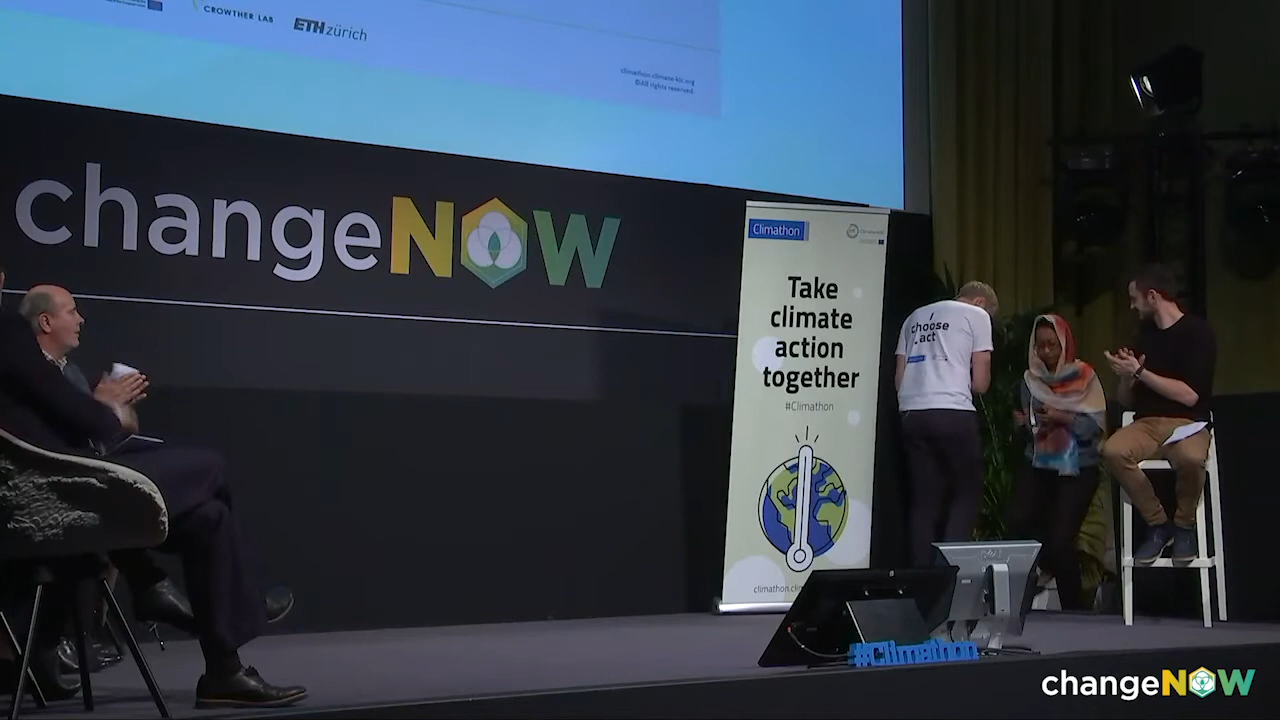 CROWTHER LAB
ETH zürich
climathon.climate-kic.org
©All rights reserved.
changeNOW
Climathon
Take
climate
action
together
#Climathon
choose
act
#Climathon
changeNOW